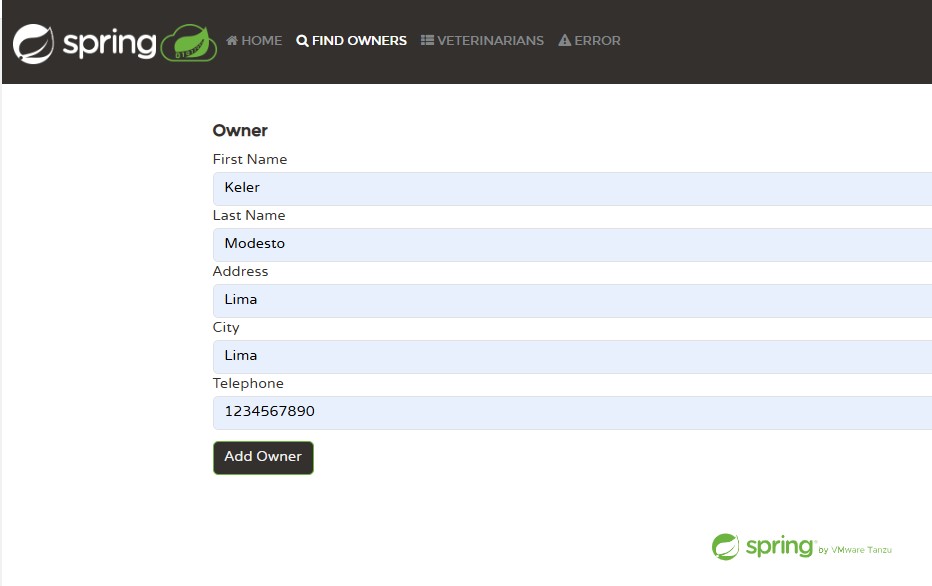 spring HOME FIND OWNERS VETERINARIANS ERROR
Owner
First Name
Keler
Last Name
Modesto
Address
Lima
City
Lima
Telephone
1234567890
Add Owner
spring by VMware Tanzu